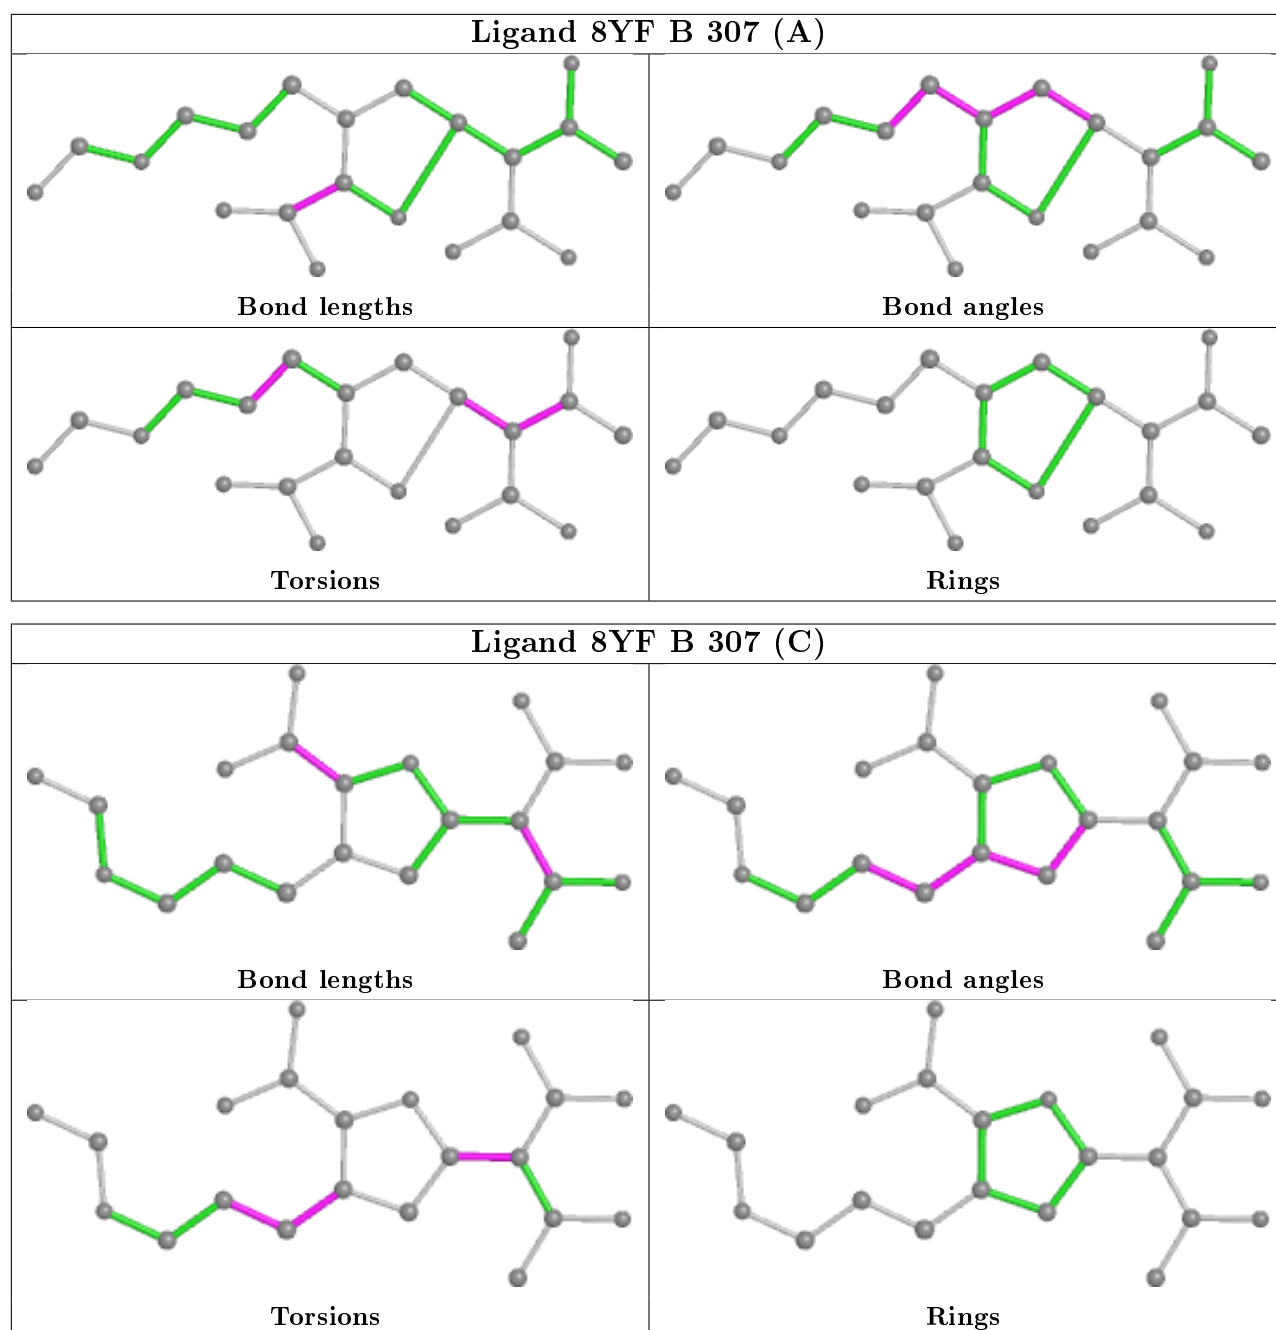 Ligand 8YF B 307 (A)
Bond lengths
Bond angles
Torsions
Rings
Ligand 8YF B 307 (C)
Bond lengths
Bond angles
Torsions
Rings